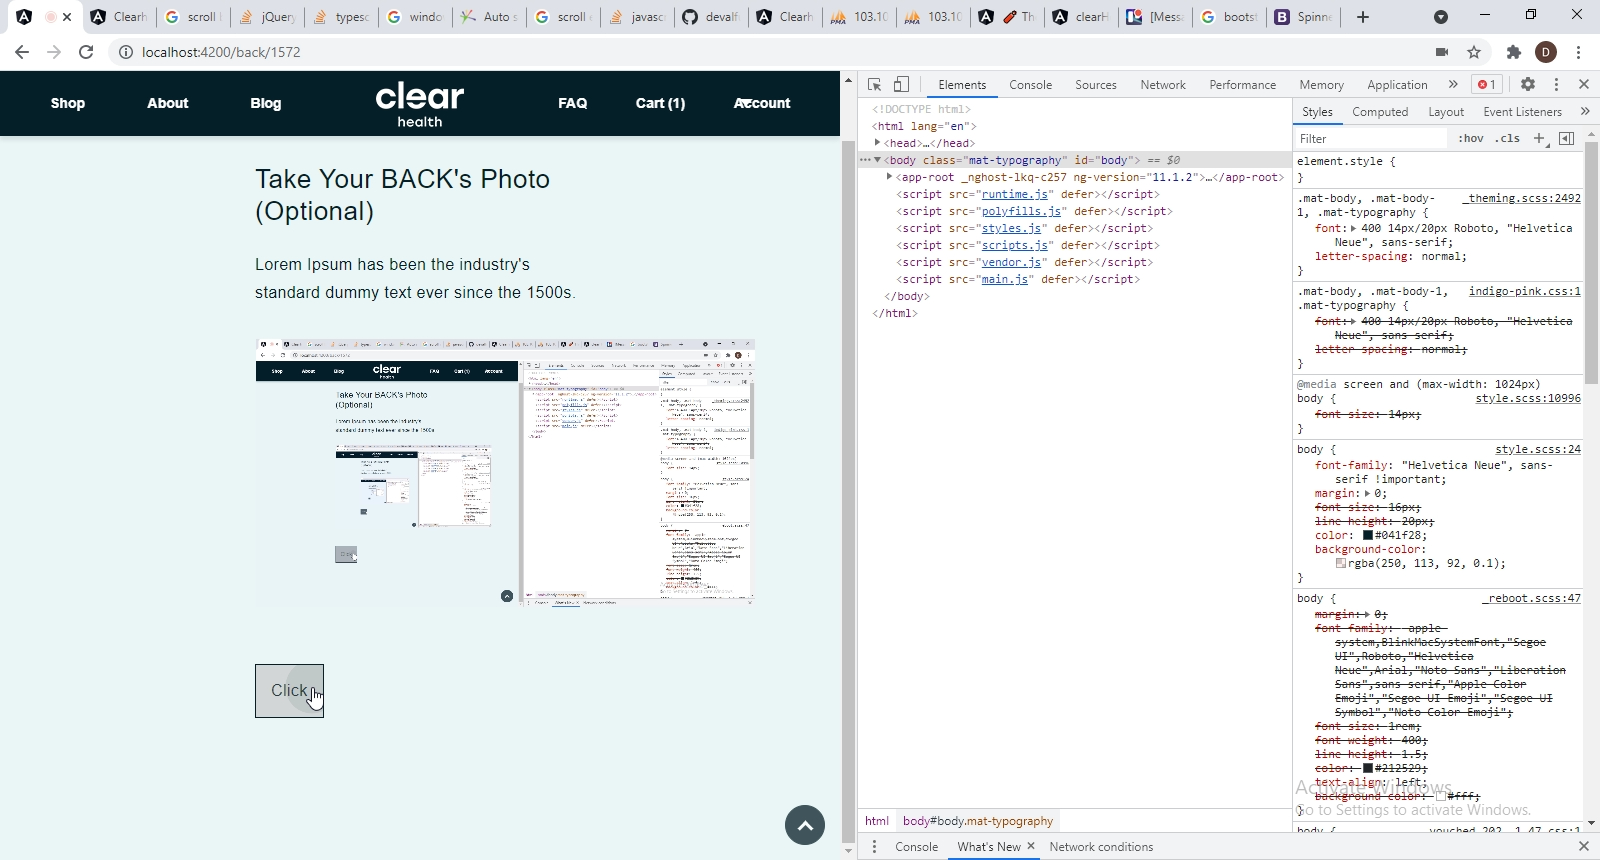 Clearh
scroll
jQuery
typesc
windo
Auto s
scroll
javasc
devalf
Clearh
103.10
103.10
Th
clearH
[Mess
boots
Spinne
localhost:4200/back/1572
D
Shop
About
Blog
clear
health
FAQ
Cart (1)
Account
Take Your BACK's Photo
(Optional)
Lorem Ipsum has been the industry's
standard dummy text ever since the 1500s.
Click
Elements
Console
Sources
Network
Performance
Memory
Application
1
<!DOCTYPE html>
<html lang="en">
<head>…</head>
<body class="mat-typography" id="body"> == $0
<app-root _nghost-lkq-c257 ng-version="11.1.2">…</app-root>
<script src="runtime.js" defer></script>
<script src="polyfills.js" defer></script>
<script src="styles.js" defer></script>
<script src="scripts.js" defer></script>
<script src="vendor.js" defer></script>
<script src="main.js" defer></script>
</body>
</html>
html body#body.mat-typography
Styles
Computed
Layout
Event Listeners
Filter
:hov .cls
element.style {
}
.mat-body, .mat-body- _theming.scss:2492
1, .mat-typography {
font: 400 14px/20px Roboto, "Helvetica
Neue", sans-serif;
letter-spacing: normal;
}
.mat-body, .mat-body-1, indigo-pink.css:1
.mat-typography {
font: 400 14px/20px Roboto, "Helvetica
Neue", sans-serif;
letter-spacing: normal;
}
@media screen and (max-width: 1024px)
body { style.scss:10996
font-size: 14px;
}
body { style.scss:24
font-family: "Helvetica Neue", sans-
serif !important;
margin: 0;
font-size: 16px;
line-height: 20px;
color: #041f28;
background-color:
rgba(250, 113, 92, 0.1);
}
body { _reboot.scss:47
margin: 0;
font-family: -apple-
system,BlinkMacSystemFont,"Segoe
UI",Roboto,"Helvetica
Neue",Arial,"Noto Sans","Liberation
Sans",sans-serif,"Apple Color
Emoji","Segoe UI Emoji","Segoe UI
Symbol","Noto Color Emoji";
font-size: 1rem;
font-weight: 400;
line-height: 1.5;
color: #212529;
text-align: left;
background-color: #fff;
}
Activate Windows
Go to Settings to activate Windows.
Console
What's New
Network conditions